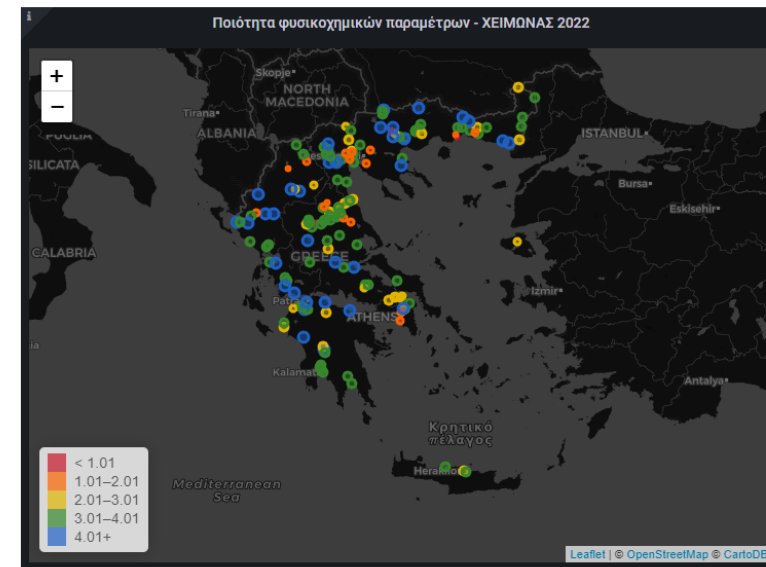 i
Ποιότητα φυσικοχημικών παραμέτρων - ΧΕΙΜΩΝΑΣ 2022
+
−
Skopje
NORTH
MACEDONIA
Tirana
ALBANIA
PUGLIA
SILICATA
ISTANBUL
Bursa
Eskisehir
CALABRIA
GREECE
Izmir
ATHENS
Antalya
Kalamata
Κρητικό
πέλαγος
Heraklion
Mediterranean
Sea
< 1.01
1.01–2.01
2.01–3.01
3.01–4.01
4.01+
Leaflet | © OpenStreetMap © CartoDB